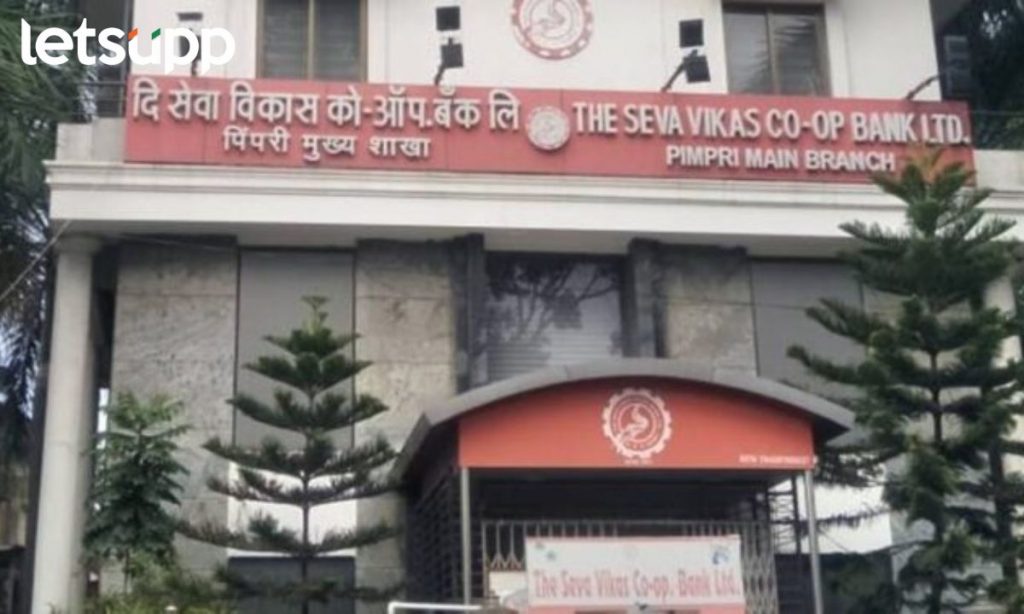 letsupp
दि सेवा विकास को-ऑप.बँक लि
पिंपरी मुख्य शाखा
THE SEVA VIKAS CO-OP BANK LTD.
PIMPRI MAIN BRANCH
The Seva Vikas Co-op. Bank Ltd.